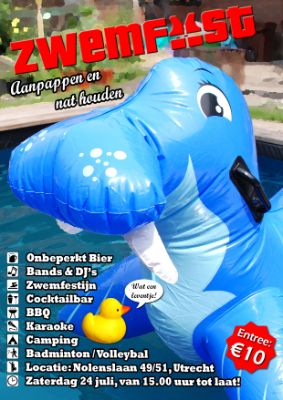 ZWemFeest
Aanpappen en
nat houden
Wat een
leventje!
Onbeperkt Bier
Bands & DJ's
Zwemfestijn
Cocktailbar
BBQ
Karaoke
Camping
Badminton / Volleybal
Locatie: Nolenslaan 49/51, Utrecht
Zaterdag 24 juli, van 15.00 uur tot laat!
Entree:
€10